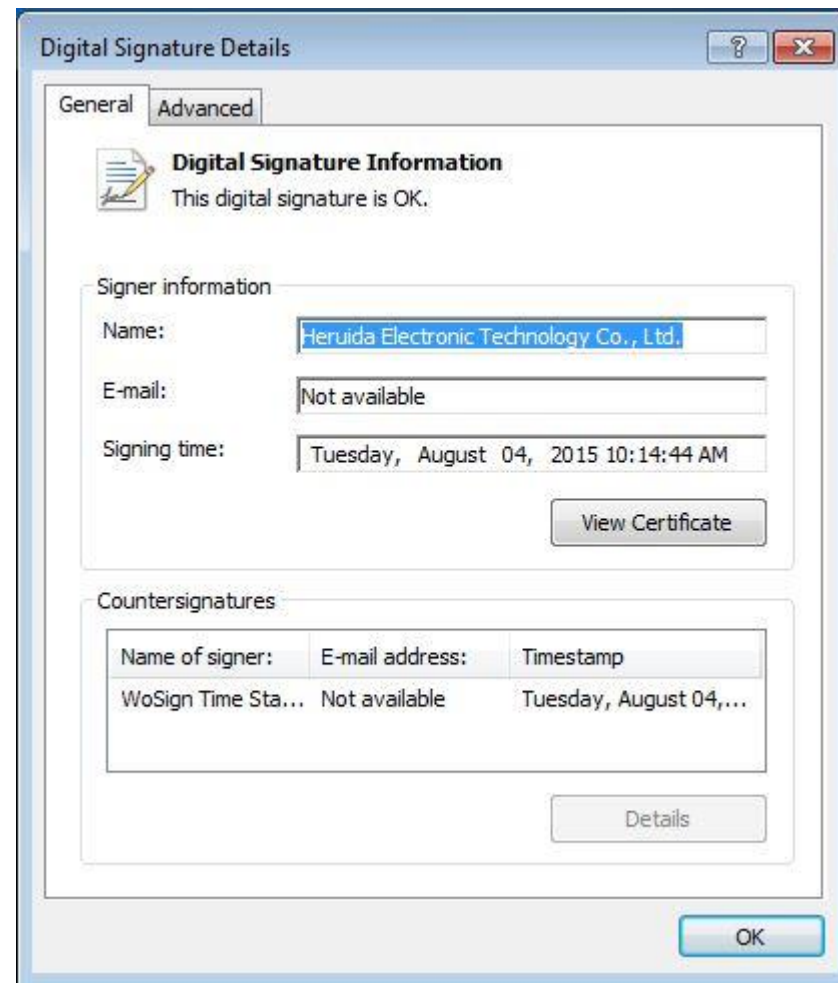 Digital Signature Details
General Advanced
Digital Signature Information
This digital signature is OK.
Signer information
Name: Heruida Electronic Technology Co., Ltd.
E-mail: Not available
Signing time: Tuesday, August 04, 2015 10:14:44 AM
View Certificate
Countersignatures
Name of signer: E-mail address: Timestamp
WoSign Time Sta... Not available Tuesday, August 04,...
Details
OK